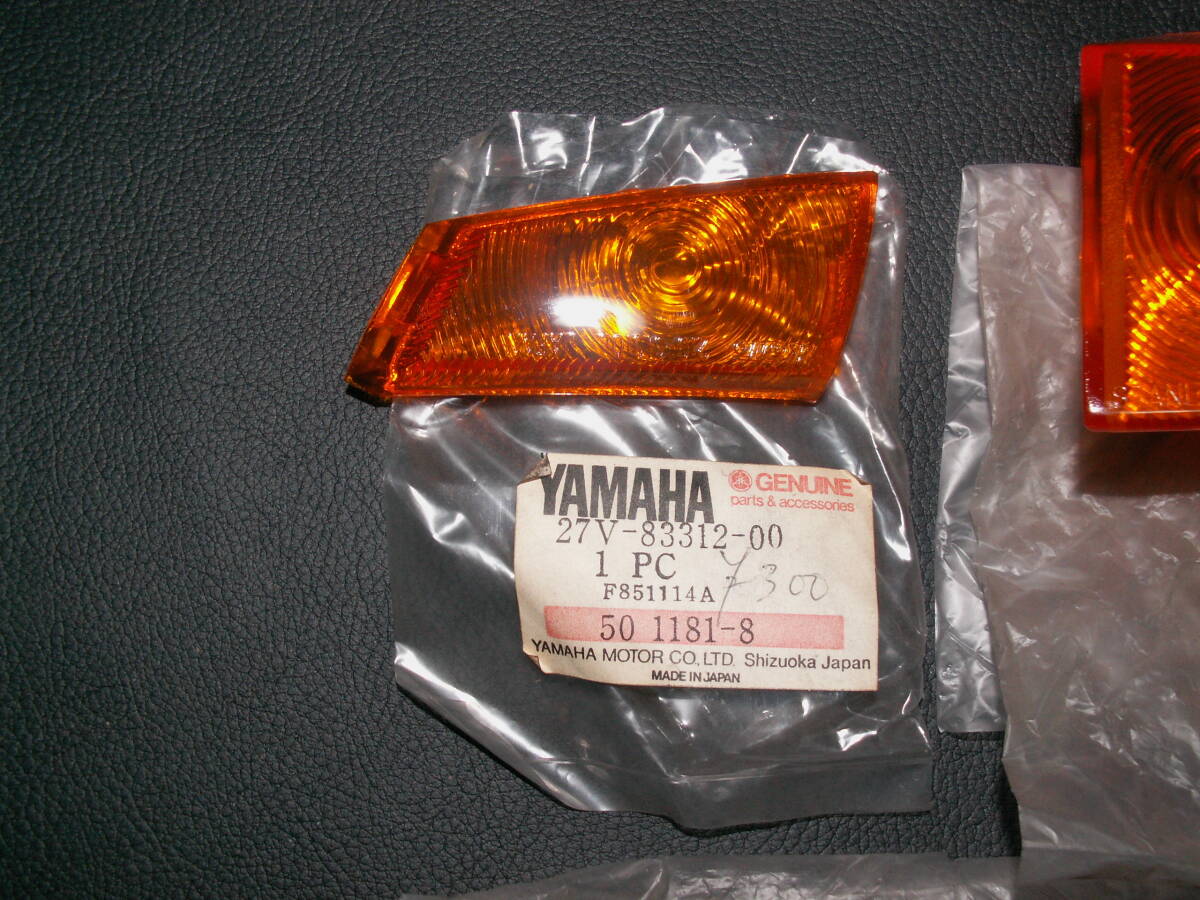 YAMAHA GENUINE
parts & accessories
27V-83312-00
1 PC
7300
F851114A
50 1181-8
YAMAHA MOTOR CO., LTD. Shizuoka Japan
MADE IN JAPAN